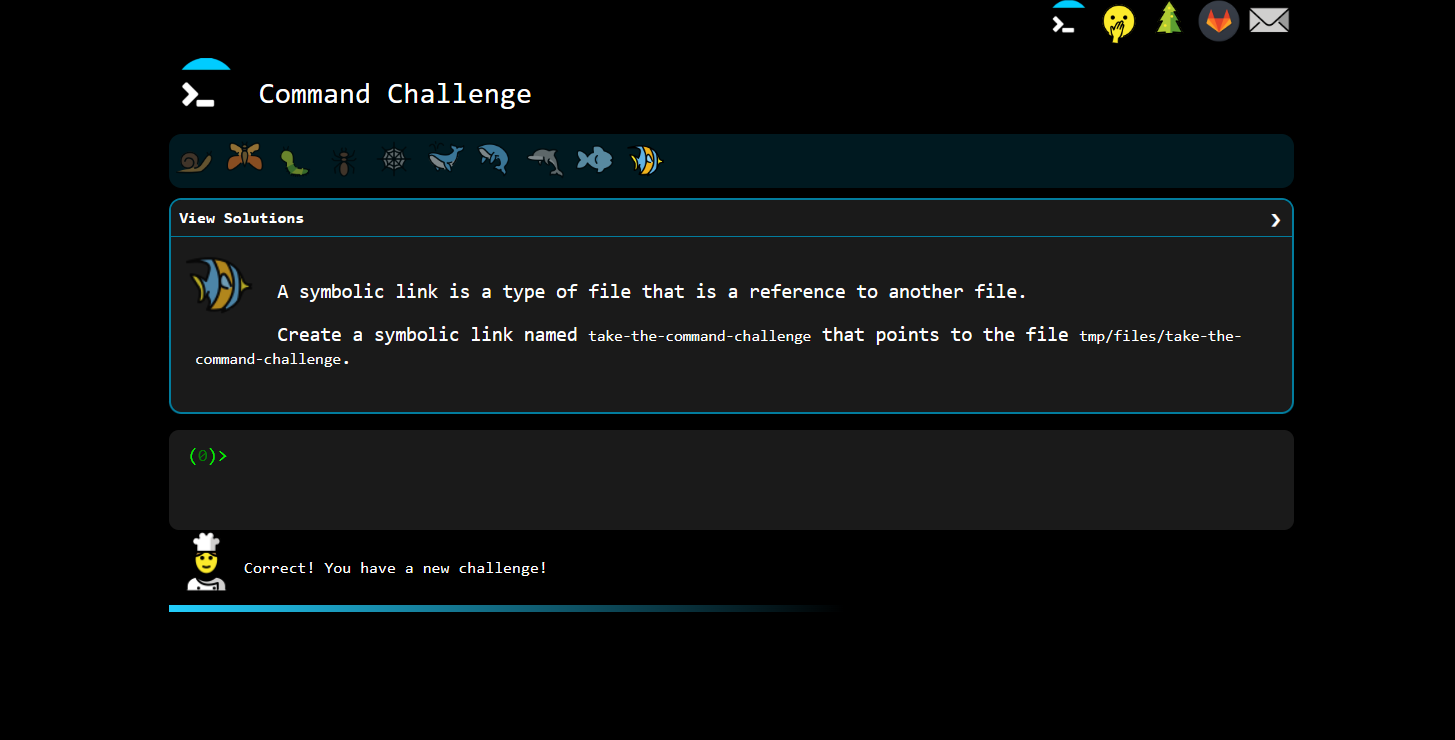 Command Challenge
View Solutions
A symbolic link is a type of file that is a reference to another file.
Create a symbolic link named take-the-command-challenge that points to the file tmp/files/take-the-
command-challenge.
(0)>
Correct! You have a new challenge!